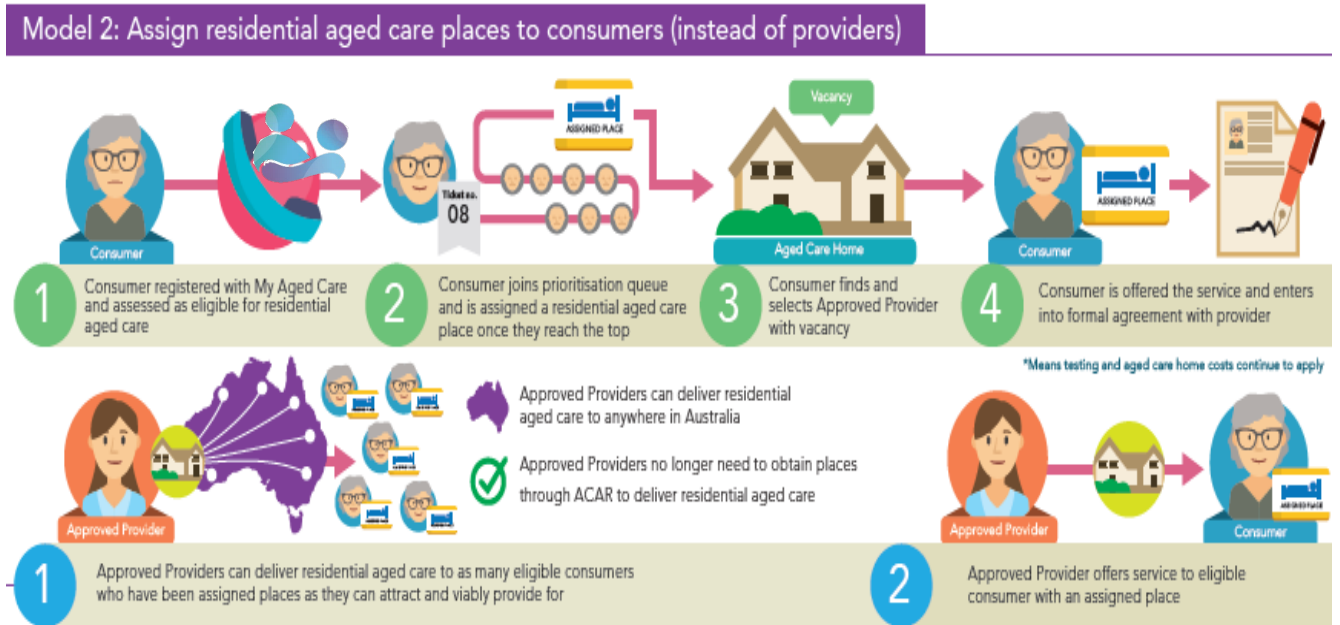 Model 2: Assign residential aged care places to consumers (instead of providers)
Vacancy
ASSIGNED PLACE
Ticket no.
08
ASSIGNED PLACE
Consumer
Aged Care Home
Consumer
1
Consumer registered with My Aged Care
and assessed as eligible for residential
aged care
2
Consumer joins prioritisation queue
and is assigned a residential aged care
place once they reach the top
3
Consumer finds and
selects Approved Provider
with vacancy
4
Consumer is offered the service and enters
into formal agreement with provider
*Means testing and aged care home costs continue to apply
Approved Providers can deliver residential
aged care to anywhere in Australia
Approved Providers no longer need to obtain places
through ACAR to deliver residential aged care
Approved Provider
Approved Provider
ASSIGNED PLACE
Consumer
1
Approved Providers can deliver residential aged care to as many eligible consumers
who have been assigned places as they can attract and viably provide for
2
Approved Provider offers service to eligible
consumer with an assigned place